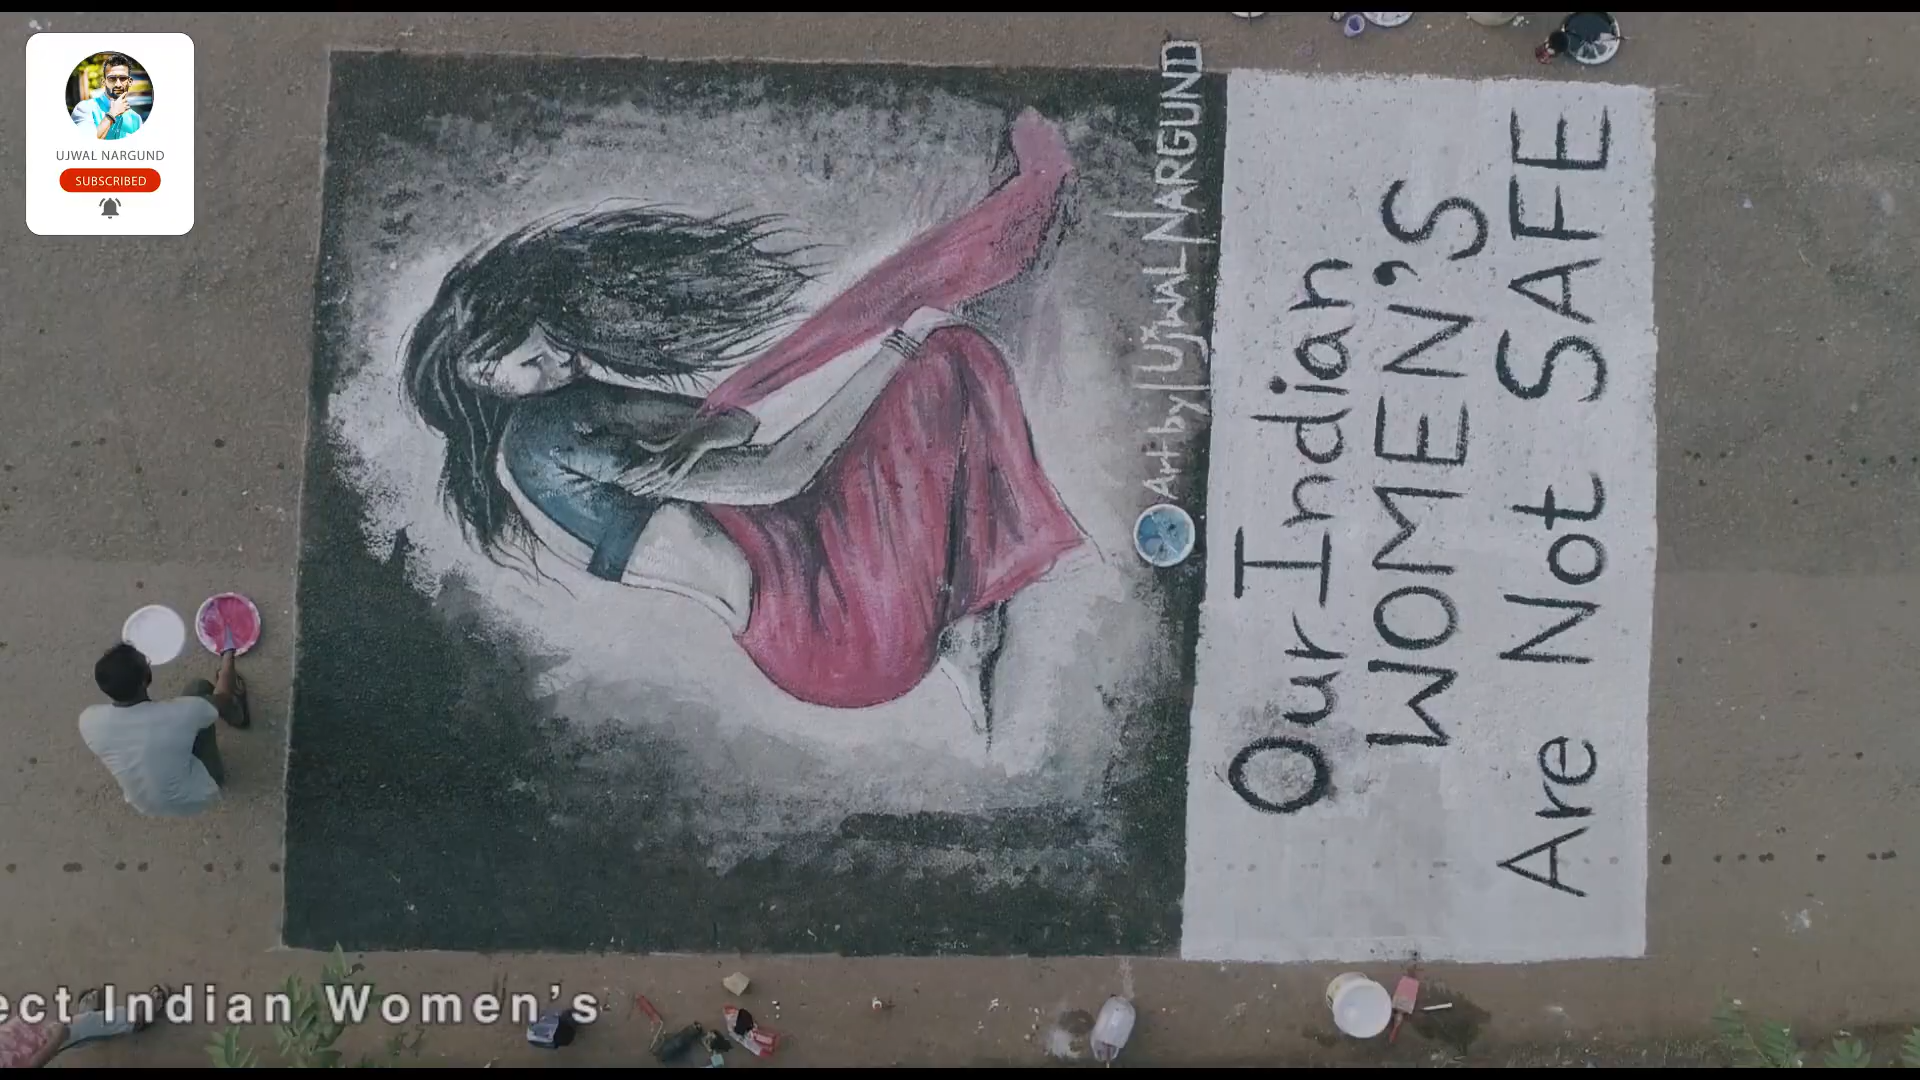 UJWAL NARGUND
SUBSCRIBED
Art by | UJWAL NARGUND
Our Indian
WOMEN'S
Are Not SAFE
ect Indian Women's